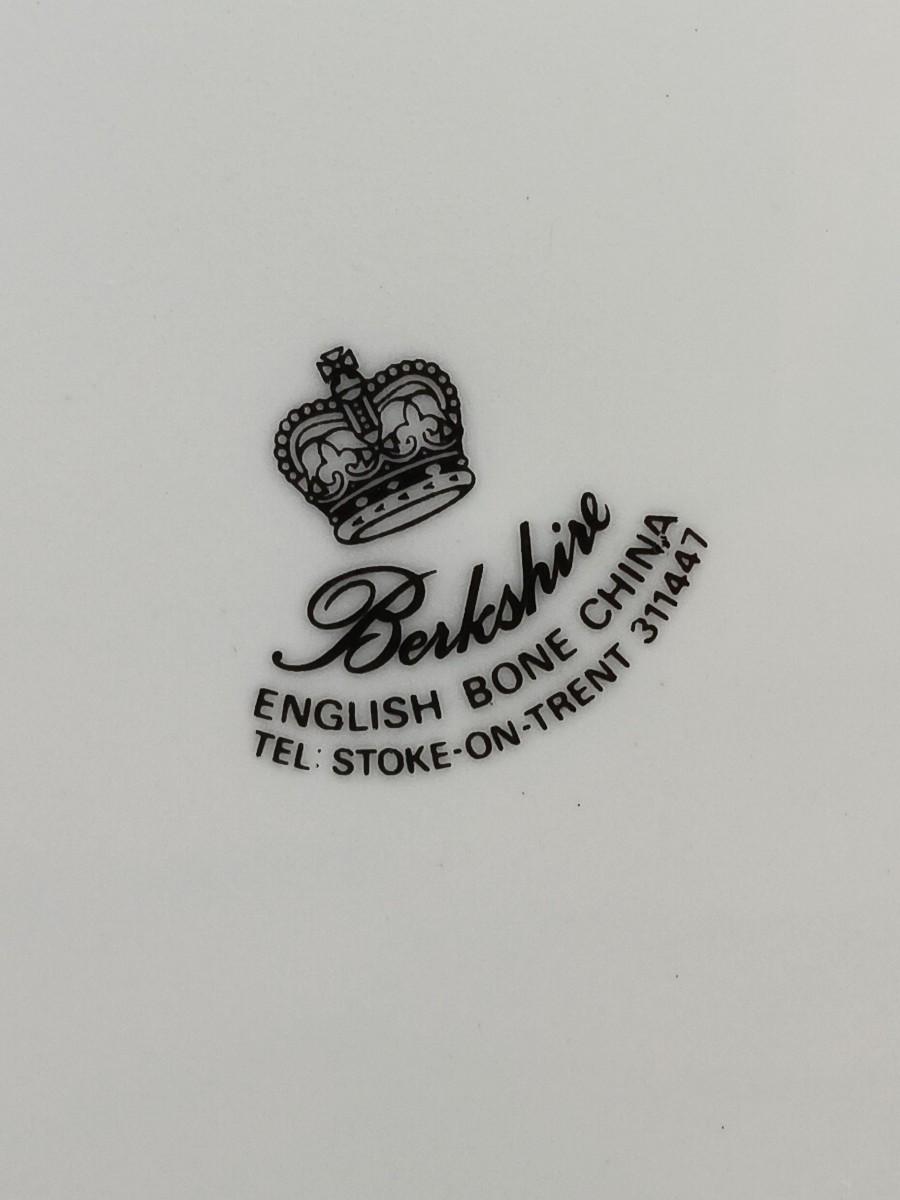 Berkshire
ENGLISH BONE CHINA
TEL: STOKE-ON-TRENT 311447